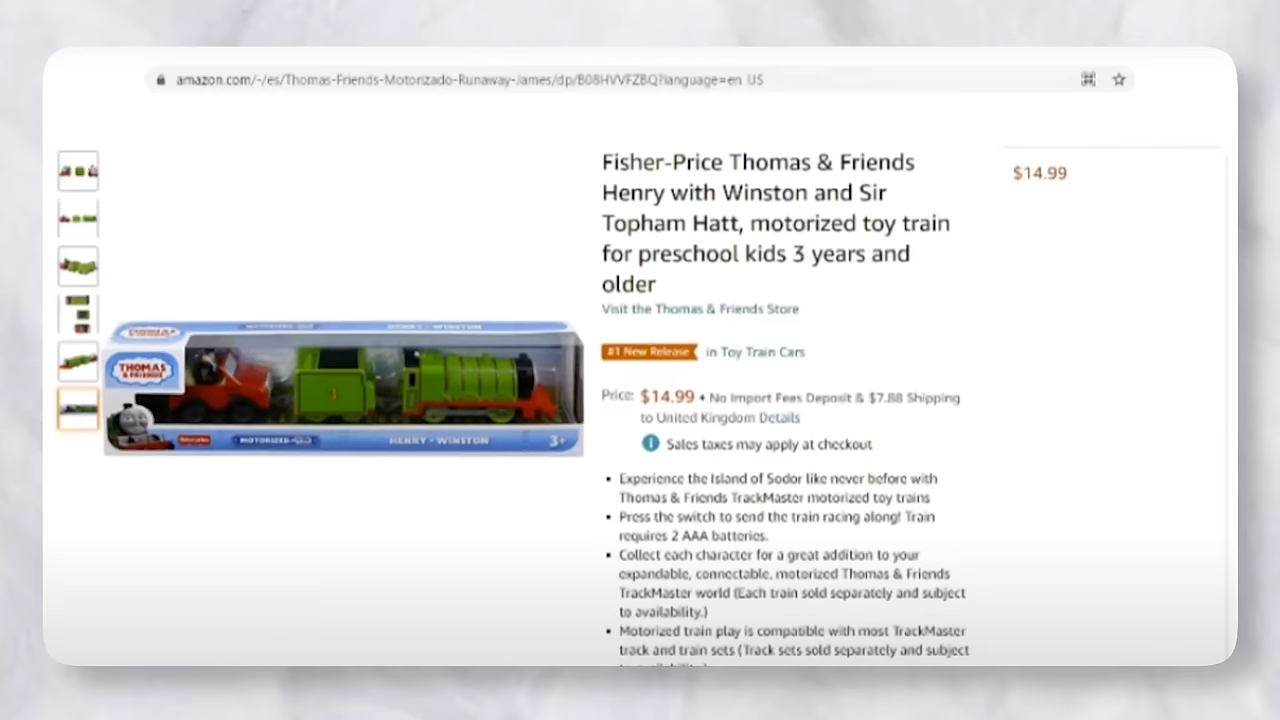 amazon.com/-/es/Thomas-Friends-Motorizado-Runaway-James/dp/B08HVVFZBQ?language=en_US
Fisher-Price Thomas & Friends
Henry with Winston and Sir
Topham Hatt, motorized toy train
for preschool kids 3 years and
older
$14.99
Visit the Thomas & Friends Store
#1 New Release in Toy Train Cars
Price: $14.99 + No Import Fees Deposit & $7.88 Shipping
to United Kingdom Details
Sales taxes may apply at checkout
THOMAS
& FRIENDS
HENRY • WINSTON
THOMAS
& FRIENDS
3
MOTORIZED
HENRY • WINSTON
3+
Experience the Island of Sodor like never before with
Thomas & Friends TrackMaster motorized toy trains
Press the switch to send the train racing along! Train
requires 2 AAA batteries.
Collect each character for a great addition to your
expandable, connectable, motorized Thomas & Friends
TrackMaster world (Each train sold separately and subject
to availability.)
Motorized train play is compatible with most TrackMaster
track and train sets (Track sets sold separately and subject